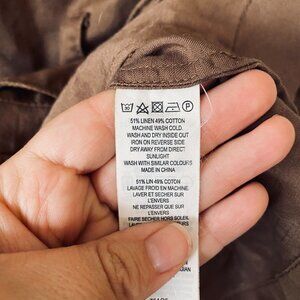 51% LINEN 49% COTTON
MACHINE WASH COLD
WASH AND DRY INSIDE OUT
IRON ON REVERSE SIDE
DRY AWAY FROM DIRECT
SUNLIGHT
WASH WITH SIMILAR COLOURS
MADE IN CHINA
51% LIN 49% COTON
LAVAGE FROID EN MACHINE
LAVER ET SECHER SUR
L'ENVERS
NE REPASSER QUE SUR
L'ENVERS
FAIRE SECHER HORS SOLEIL